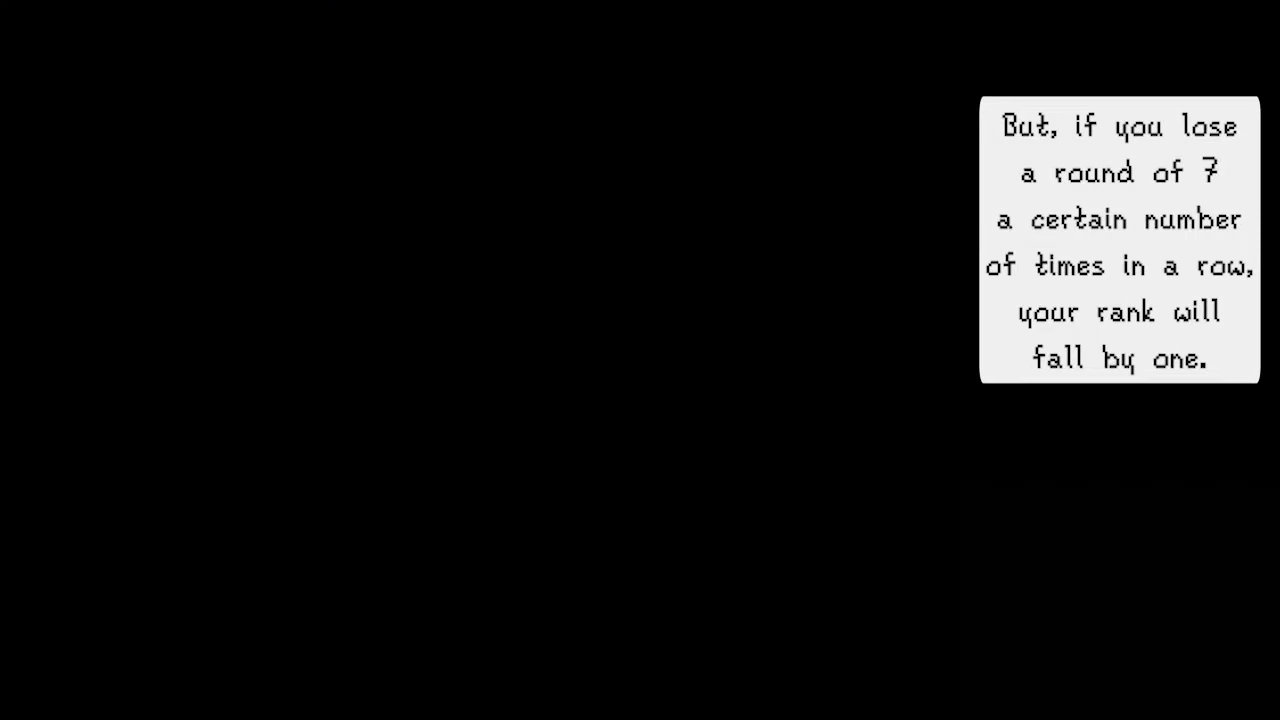 But, if you lose
a round of 7
a certain number
of times in a row,
your rank will
fall by one.